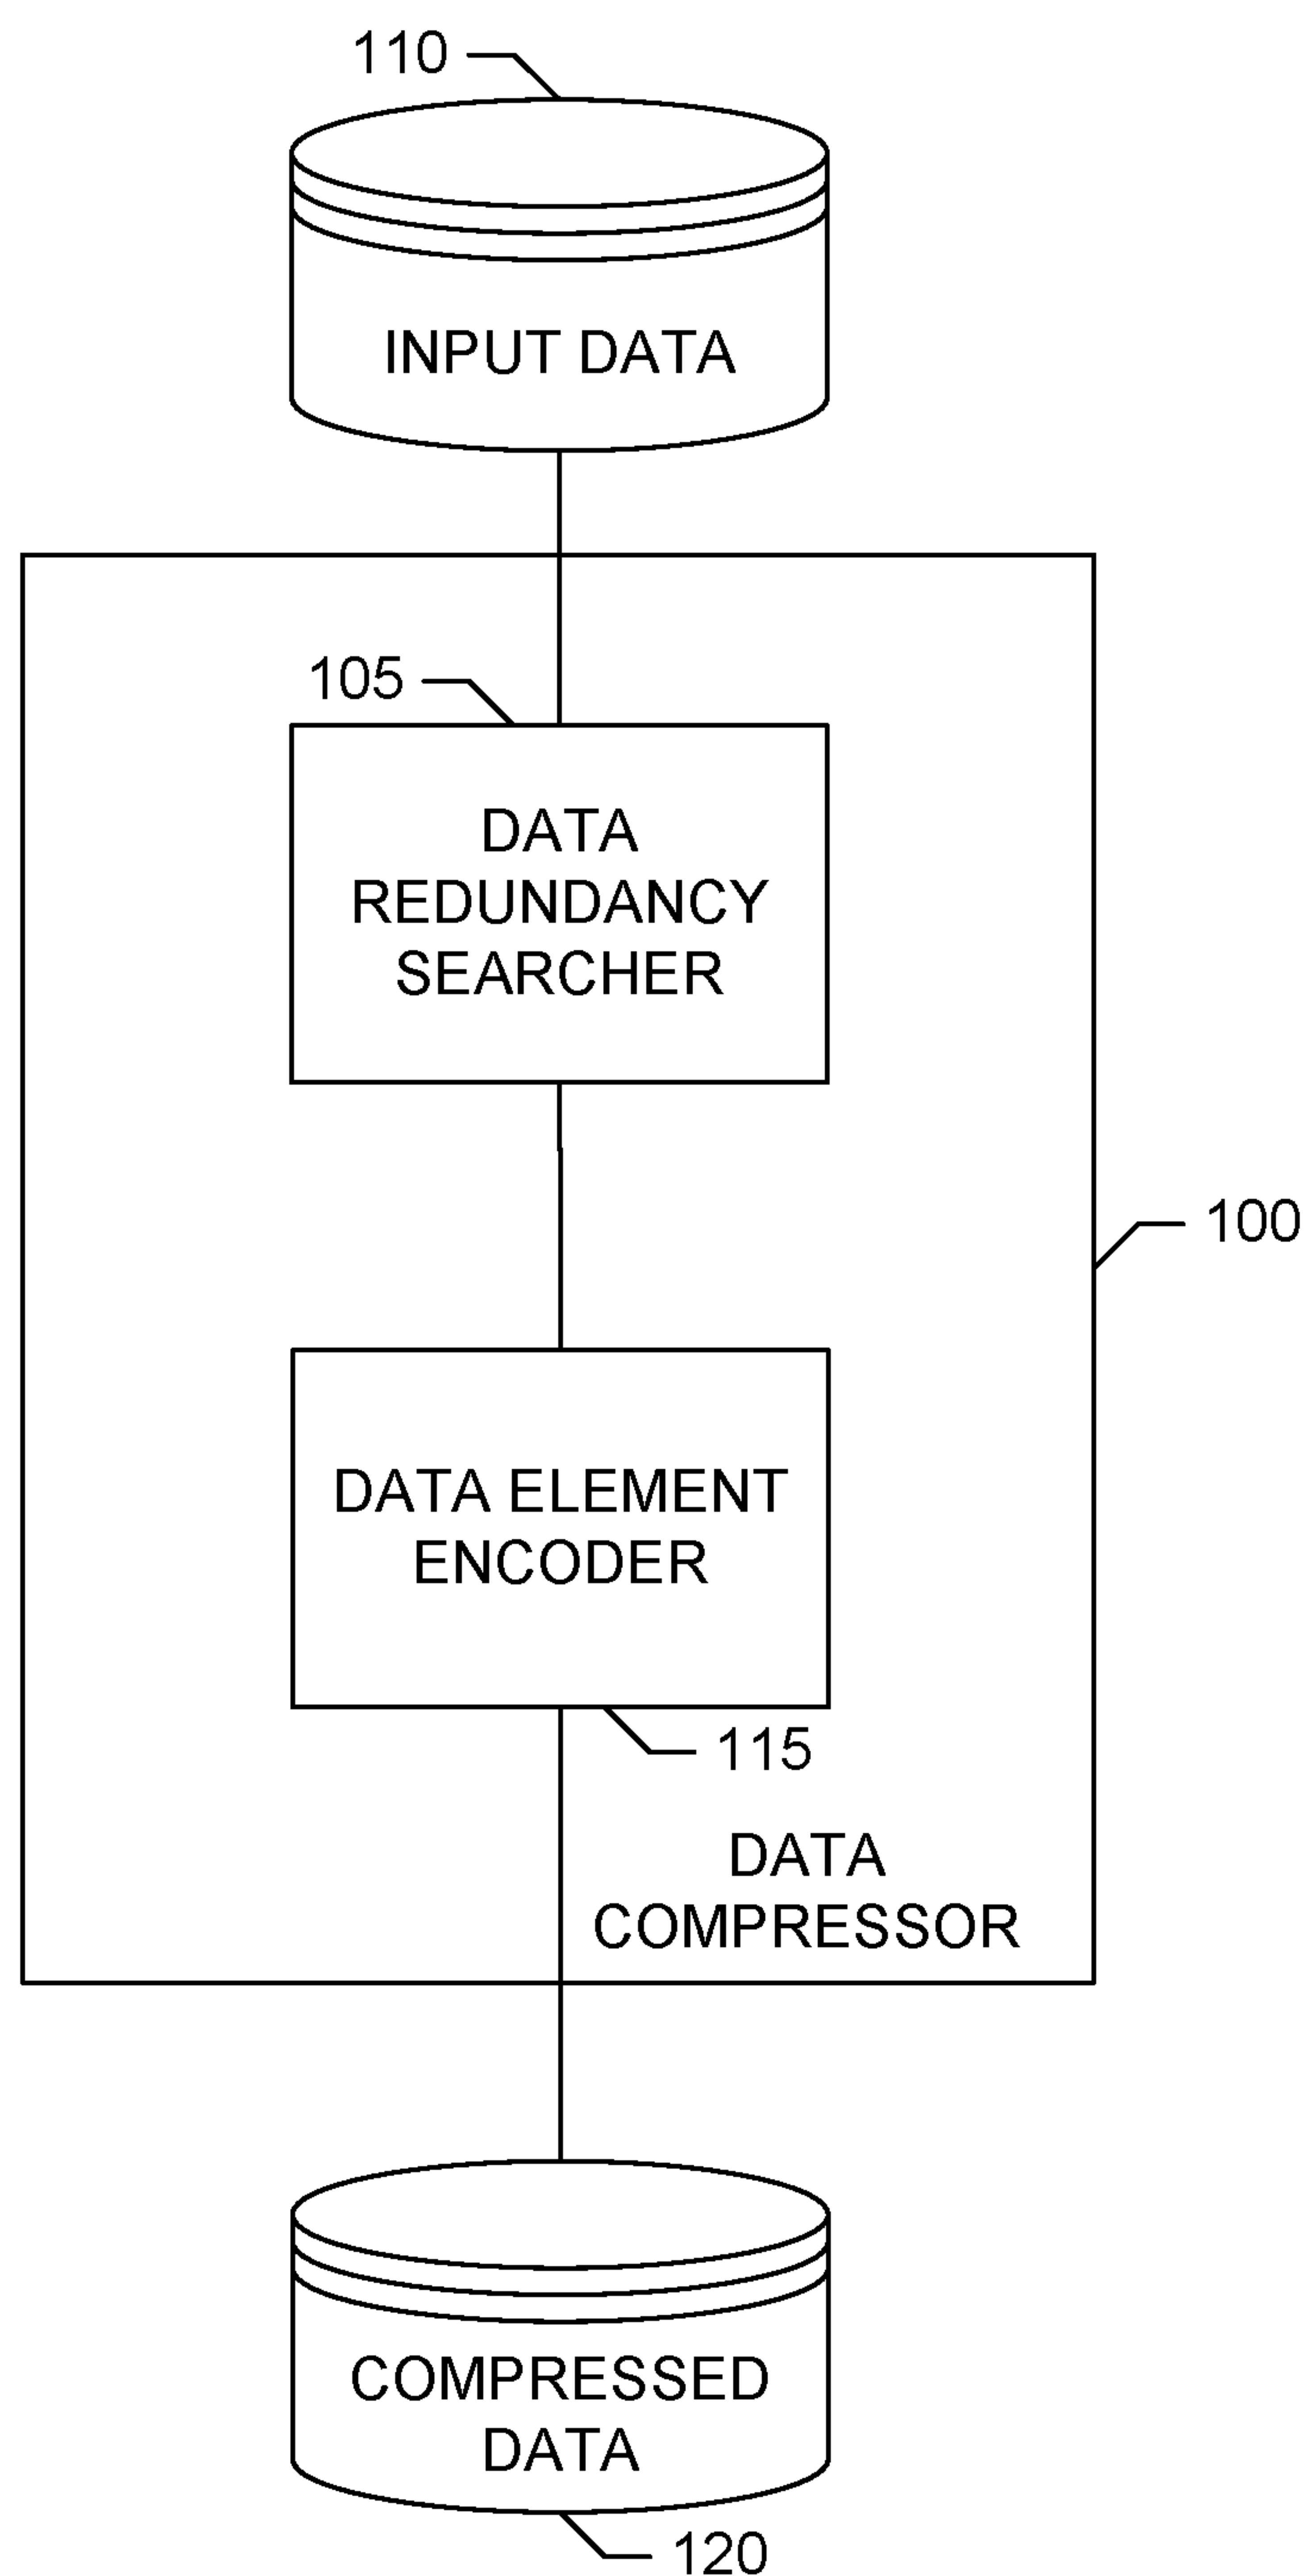 110
INPUT DATA
105
DATA
REDUNDANCY
SEARCHER
100
DATA ELEMENT
ENCODER
115
DATA
COMPRESSOR
COMPRESSED
DATA
120